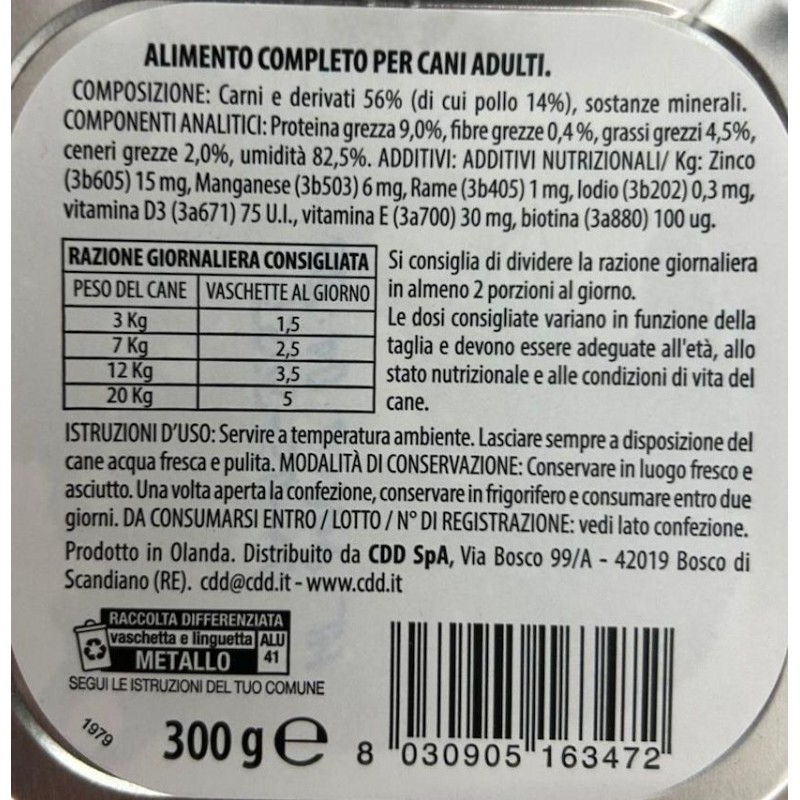 ALIMENTO COMPLETO PER CANI ADULTI.
COMPOSIZIONE: Carni e derivati 56% (di cui pollo 14%), sostanze minerali.
COMPONENTI ANALITICI: Proteina grezza 9,0%, fibre grezze 0,4%, grassi grezzi 4,5%,
ceneri grezze 2,0%, umidità 82,5%. ADDITIVI: ADDITIVI NUTRIZIONALI/ Kg: Zinco
(3b605) 15 mg, Manganese (3b503) 6 mg, Rame (3b405) 1 mg, Iodio (3b202) 0,3 mg,
vitamina D3 (3a671) 75 U.I., vitamina E (3a700) 30 mg, biotina (3a880) 100 ug.
RAZIONE GIORNALIERA CONSIGLIATA
PESO DEL CANE VASCHETTE AL GIORNO
3 Kg 1,5
7 Kg 2,5
12 Kg 3,5
20 Kg 5
Si consiglia di dividere la razione giornaliera
in almeno 2 porzioni al giorno.
Le dosi consigliate variano in funzione della
taglia e devono essere adeguate all'età, allo
stato nutrizionale e alle condizioni di vita del
cane.
ISTRUZIONI D'USO: Servire a temperatura ambiente. Lasciare sempre a disposizione del
cane acqua fresca e pulita. MODALITÀ DI CONSERVAZIONE: Conservare in luogo fresco e
asciutto. Una volta aperta la confezione, conservare in frigorifero e consumare entro due
giorni. DA CONSUMARSI ENTRO / LOTTO / N° DI REGISTRAZIONE: vedi lato confezione.
Prodotto in Olanda. Distribuito da CDD SpA, Via Bosco 99/A - 42019 Bosco di
Scandiano (RE). cdd@cdd.it - www.cdd.it
RACCOLTA DIFFERENZIATA
vaschetta e linguetta ALU
METALLO 41
SEGUI LE ISTRUZIONI DEL TUO COMUNE
1979
300 g e
8 030905 163472